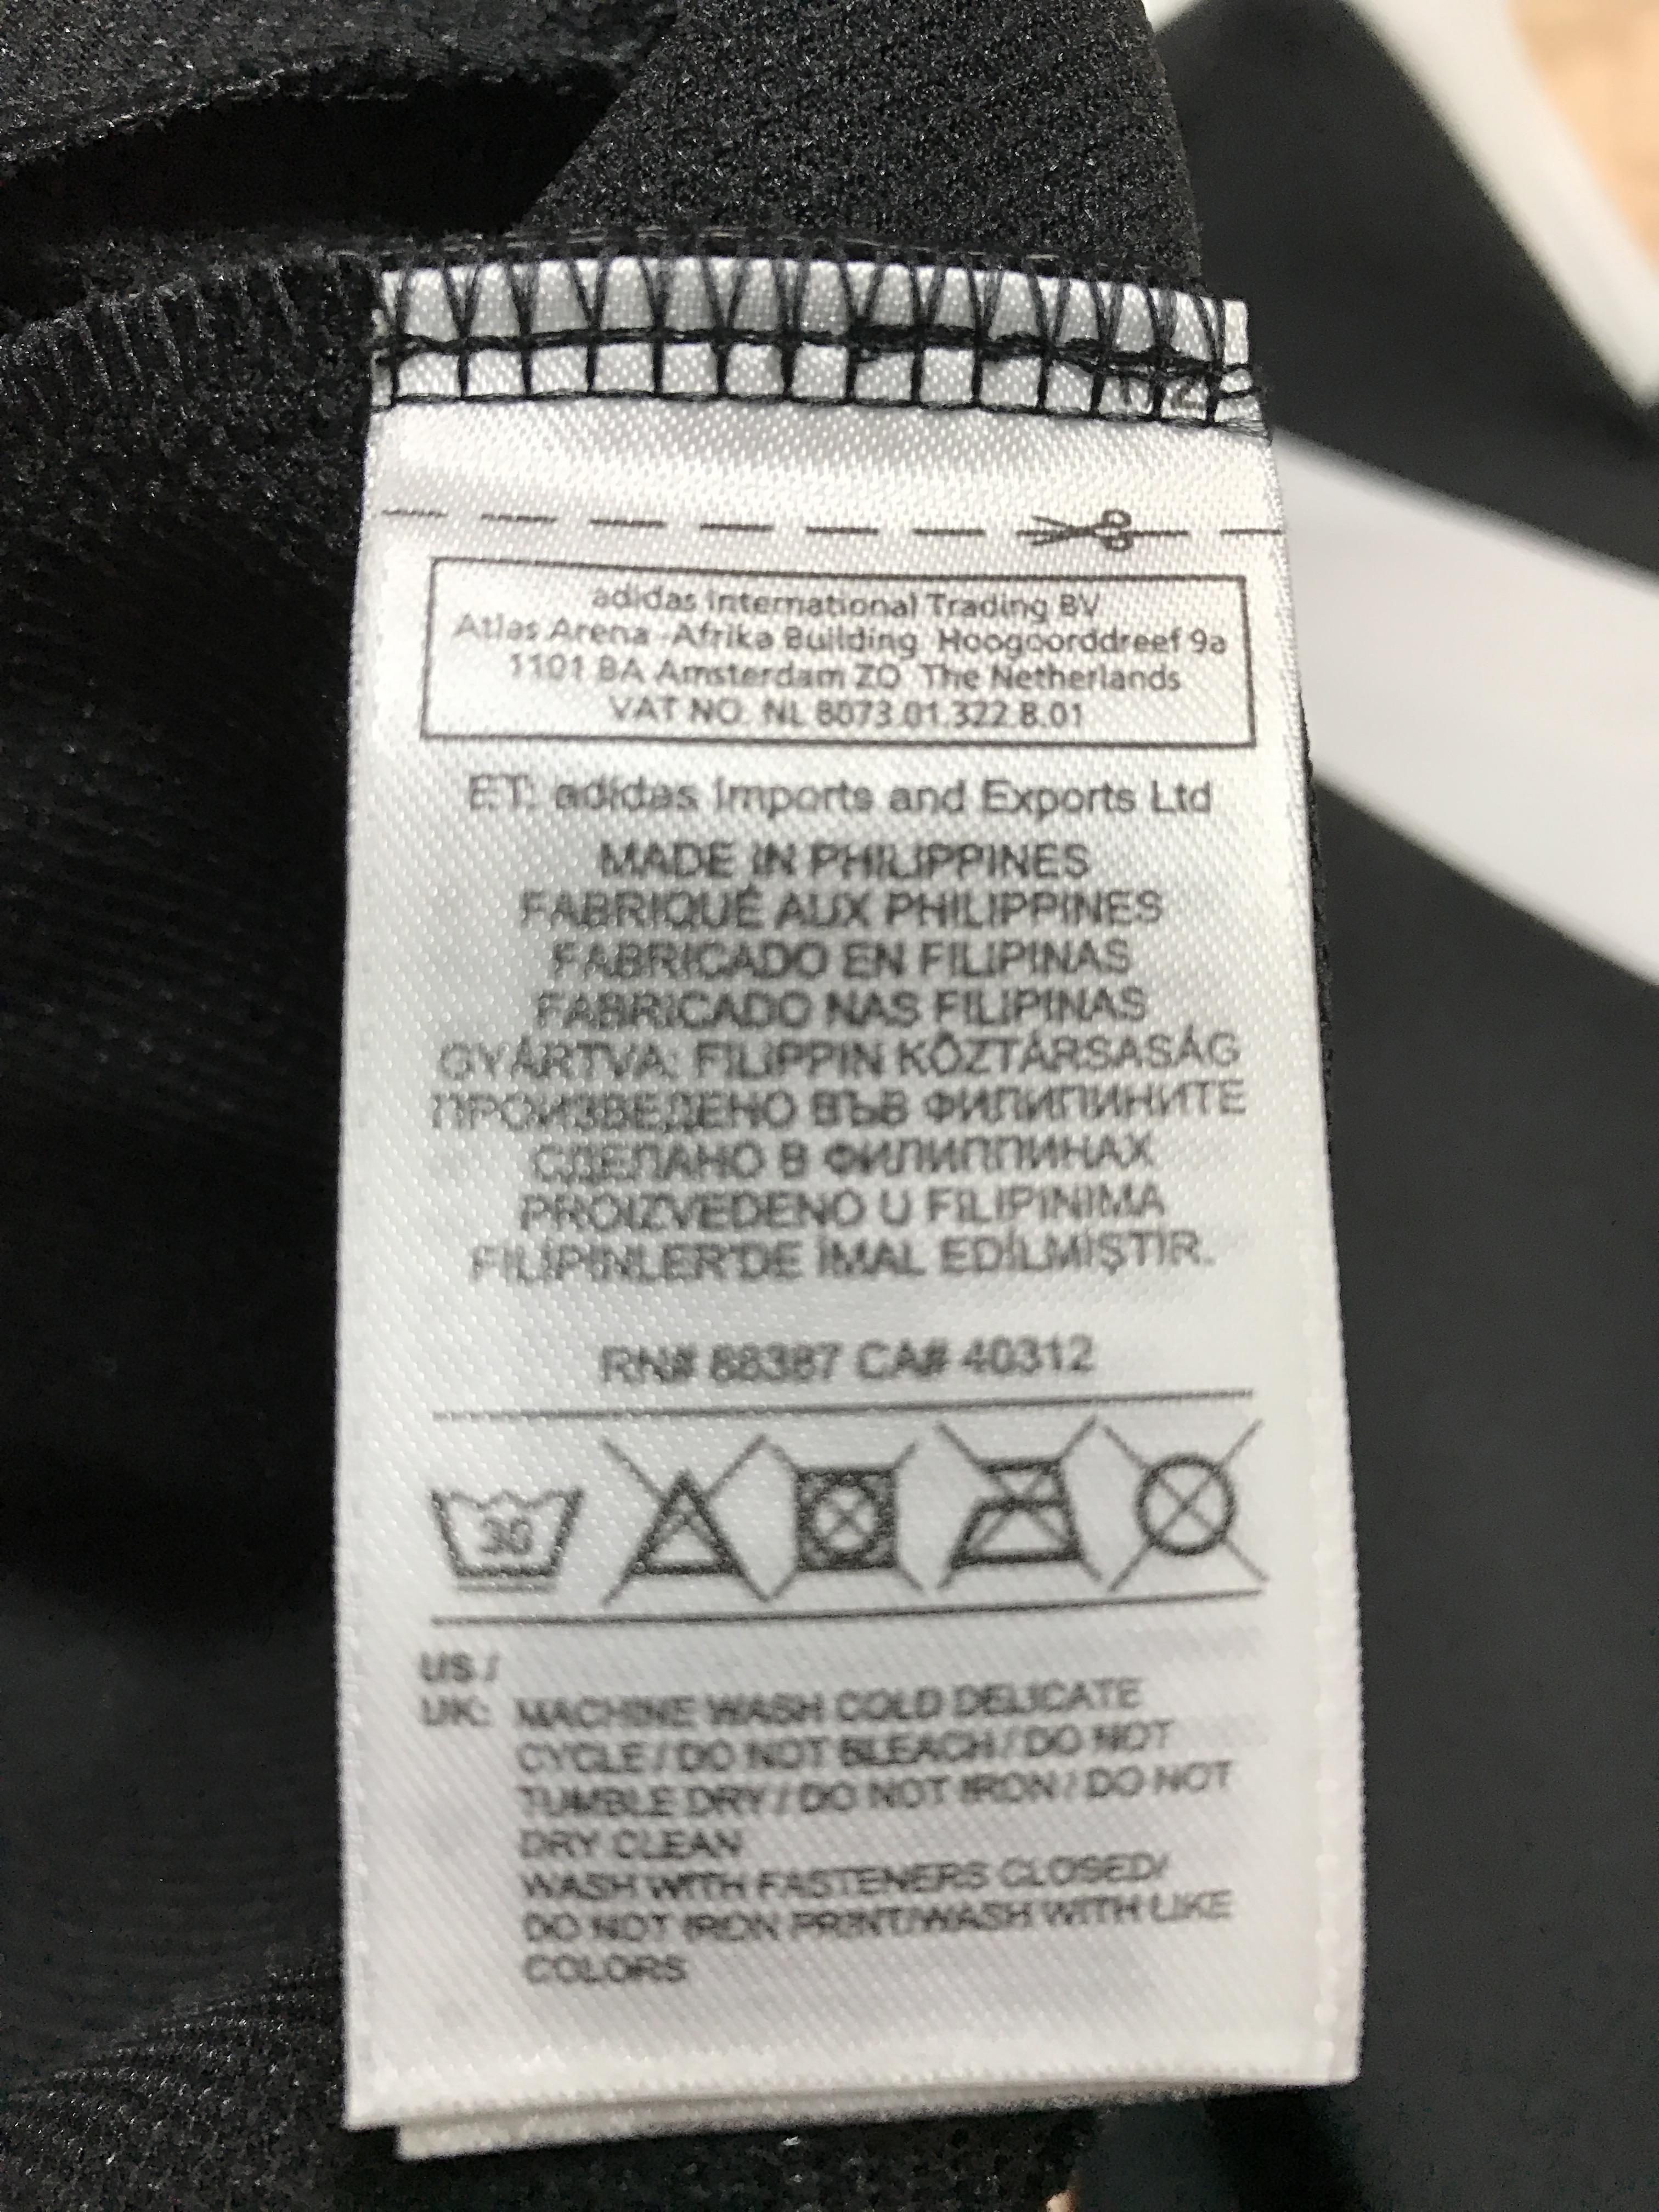 adidas International Trading BV
Atlas Arena -Afrika Building Hoogoorddreef 9a
1101 BA Amsterdam ZO The Netherlands
VAT NO. NL 8073.01.322.B.01
ET: adidas Imports and Exports Ltd
MADE IN PHILIPPINES
FABRIQUÉ AUX PHILIPPINES
FABRICADO EN FILIPINAS
FABRICADO NAS FILIPINAS
GYÁRTVA: FILIPPIN KÖZTÁRSASÁG
ПРОИЗВЕДЕНО ВЪВ ФИЛИПИНИТЕ
СДЕЛАНО В ФИЛИППИНАХ
PROIZVEDENO U FILIPINIMA
FİLİPİNLER'DE İMAL EDİLMİŞTİR.
RN# 88387 CA# 40312
30
US /
UK: MACHINE WASH COLD DELICATE
CYCLE / DO NOT BLEACH / DO NOT
TUMBLE DRY / DO NOT IRON / DO NOT
DRY CLEAN
WASH WITH FASTENERS CLOSED/
DO NOT IRON PRINT/WASH WITH LIKE
COLORS